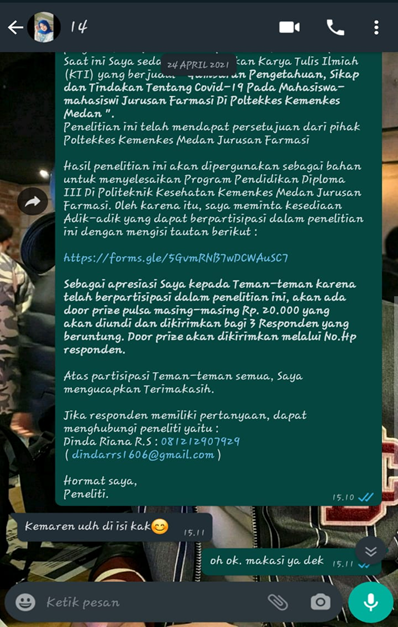 14
24 APRIL 2021
Saat ini Saya
kan Karya Tulis Ilmiah
(KTI) yang
Pengetahuan, Sikap
dan Tindakan Tentang Covid-19 Pada Mahasiswa-
mahasiswi Jurusan Farmasi Di Poltekkes Kemenkes
Medan ".
Penelitian ini telah mendapat persetujuan dari pihak
Poltekkes Kemenkes Medan Jurusan Farmasi
Hasil penelitian ini akan dipergunakan sebagai bahan
untuk menyelesaikan Program Pendidikan Diploma
III Di Politeknik Kesehatan Kemenkes Medan Jurusan
Farmasi. Oleh karena itu, saya meminta kesediaan
Adik-adik yang dapat berpartisipasi dalam penelitian
ini dengan mengisi tautan berikut :
https://forms.gle/5GvmRNB7wDCWAuSC7
Sebagai apresiasi Saya kepada Teman-teman karena
telah berpartisipasi dalam penelitian ini, akan ada
door prize pulsa masing-masing Rp. 20.000 yang
akan diundi dan dikirimkan bagi 3 Responden yang
beruntung. Door prize akan dikirimkan melalui No.Hp
responden.
Atas partisipasi Teman-teman semua, Saya
mengucapkan Terimakasih.
Jika responden memiliki pertanyaan, dapat
menghubungi peneliti yaitu :
Dinda Riana R.S : 081212907929
( dindarrs1606@gmail.com )
Hormat saya,
Peneliti.
15.10
Kemaren udh di isi kak😊
15.11
oh ok. makasi ya dek
15.11
Ketik pesan